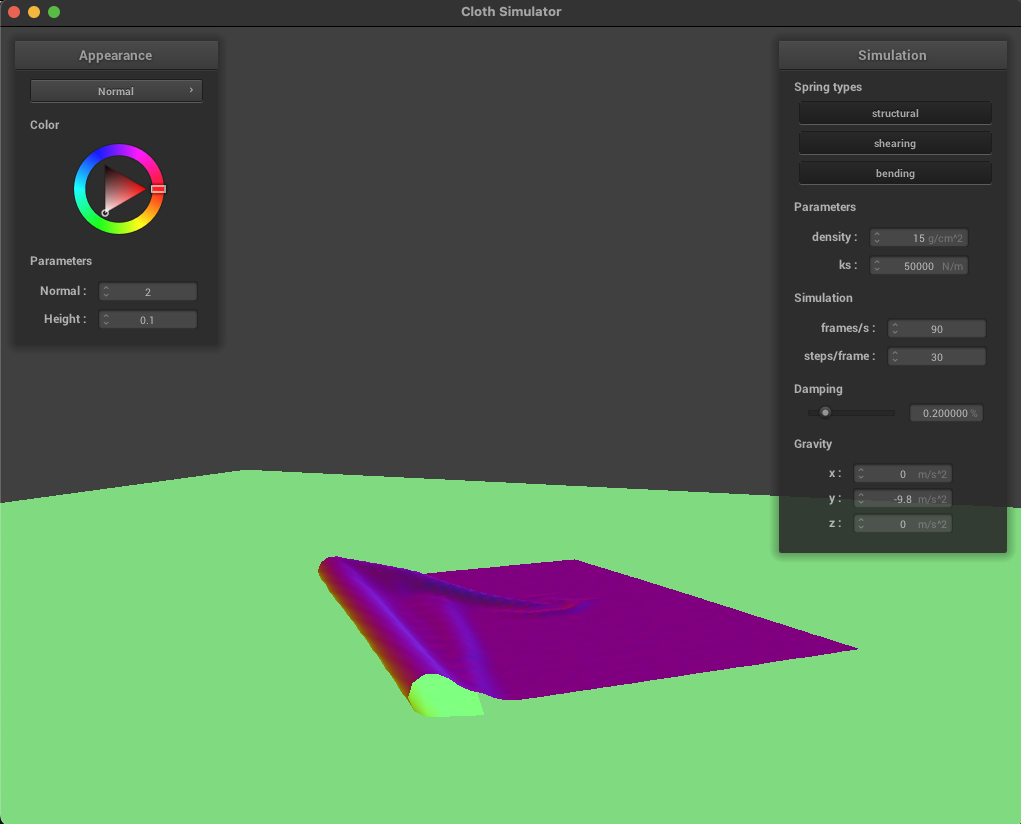 Cloth Simulator
Appearance
Normal
Color
Parameters
Normal : 2
Height : 0.1
Simulation
Spring types
structural
shearing
bending
Parameters
density : 15 g/cm^2
ks : 50000 N/m
Simulation
frames/s : 90
steps/frame : 30
Damping
0.200000 %
Gravity
x : 0 m/s^2
y : -9.8 m/s^2
z : 0 m/s^2